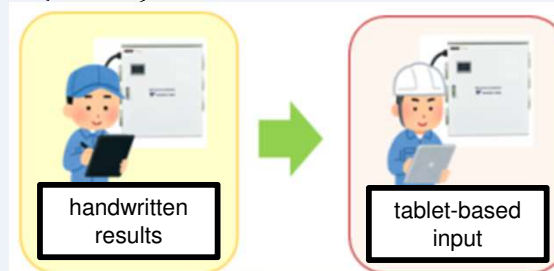 handwritten
results
tablet-based
input